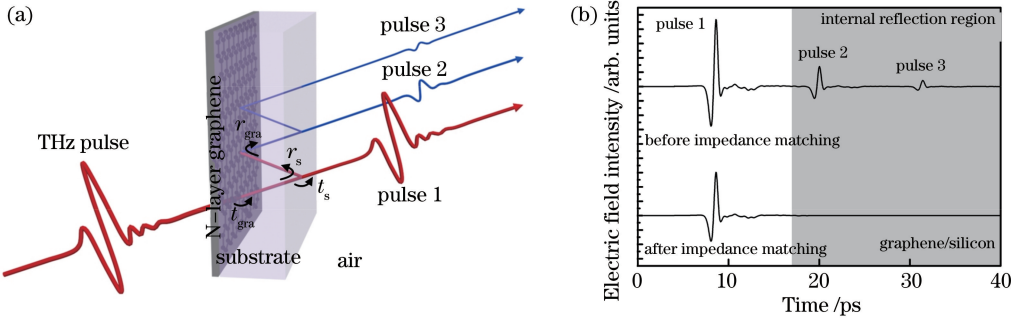 (a)
pulse 3
pulse 2
THz pulse
N-layer graphene
r_gra
r_s
t_s
t_gra
pulse 1
substrate
air
(b)
Electric field intensity /arb. units
pulse 1
internal reflection region
pulse 2
pulse 3
before impedance matching
after impedance matching
graphene/silicon
0 10 20 30 40
Time /ps